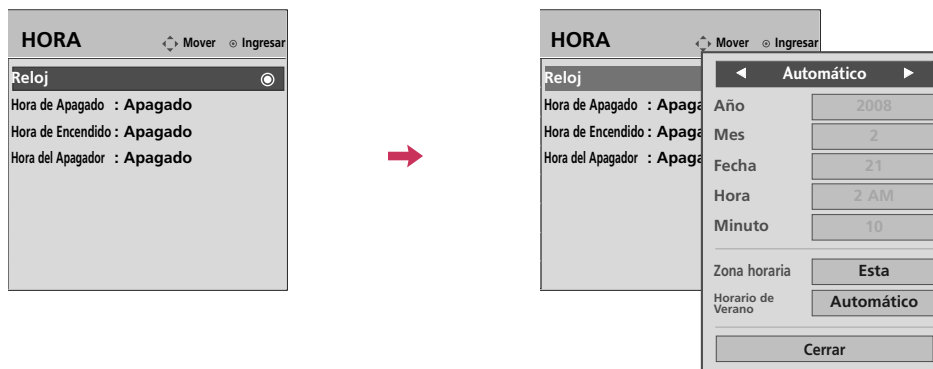 HORA Mover Ingresar
Reloj
Hora de Apagado : Apagado
Hora de Encendido : Apagado
Hora del Apagador : Apagado
HORA Mover Ingresar
Reloj
Hora de Apagado : Apaga
Hora de Encendido : Apaga
Hora del Apagador : Apaga
Automático
Año 2008
Mes 2
Fecha 21
Hora 2 AM
Minuto 10
Zona horaria Esta
Horario de
Verano Automático
Cerrar